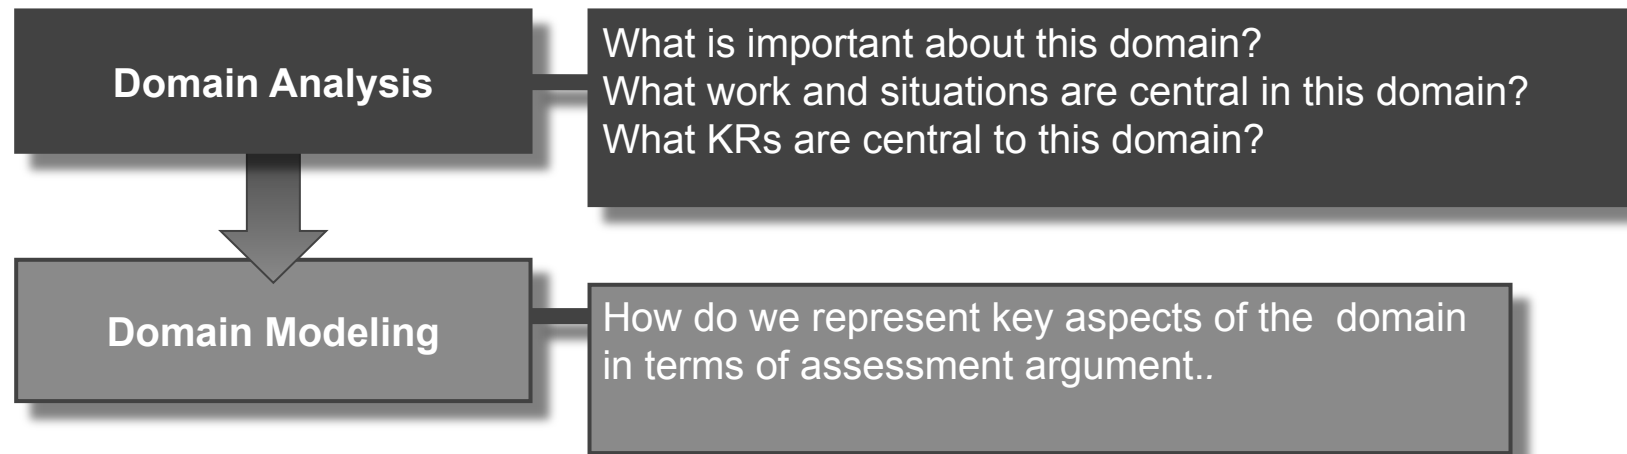 Domain Analysis
What is important about this domain?
What work and situations are central in this domain?
What KRs are central to this domain?
Domain Modeling
How do we represent key aspects of the  domain
in terms of assessment argument..